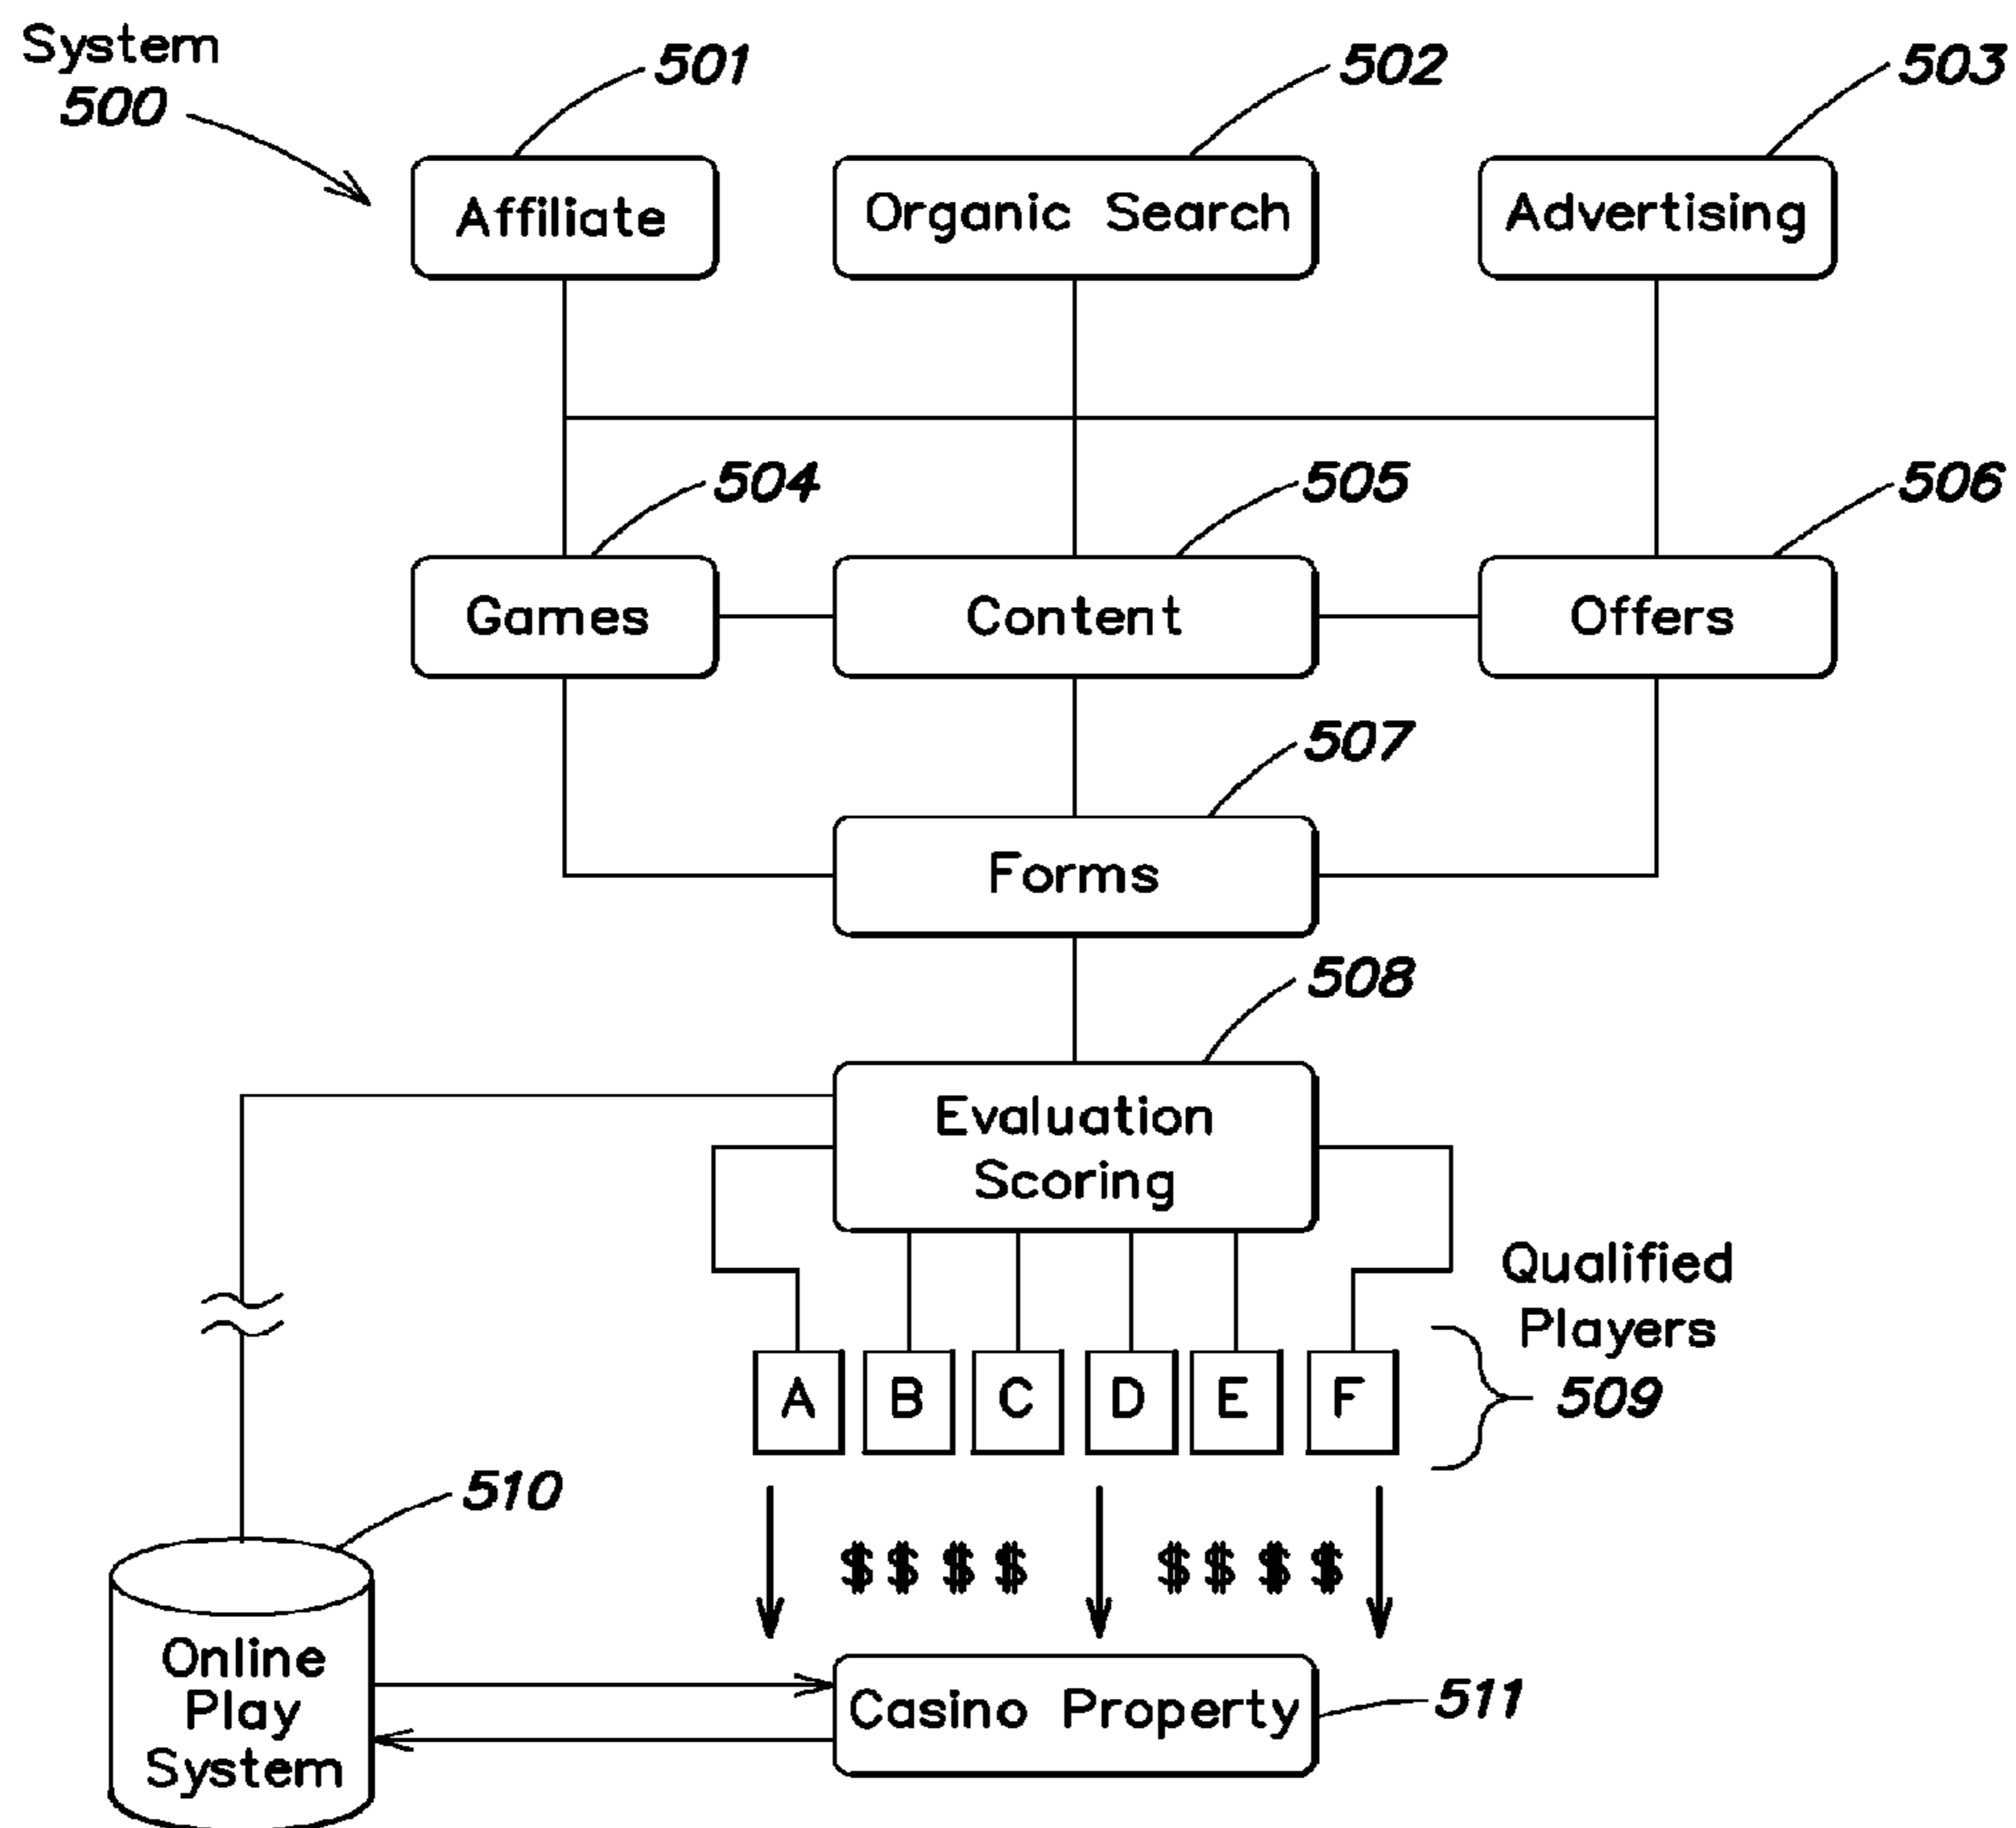 System
500
501
502
503
Affiliate
Organic Search
Advertising
504
505
506
Games
Content
Offers
507
Forms
508
Evaluation
Scoring
Qualified
Players
509
A B C D E F
510
$$$$ $$$$
Online
Play
System
Casino Property
511